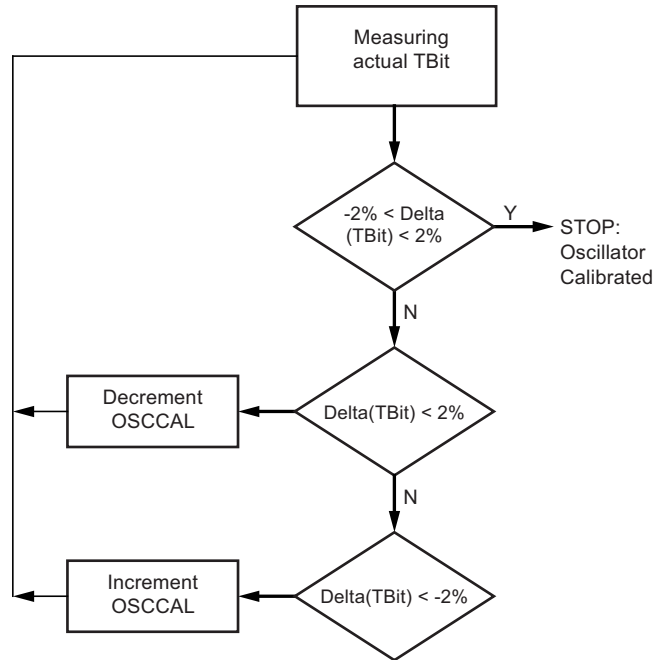 Measuring
actual TBit
-2% < Delta
(TBit) < 2%
Y
STOP:
Oscillator
Calibrated
N
Decrement
OSCCAL
Delta(TBit) < 2%
N
Increment
OSCCAL
Delta(TBit) < -2%